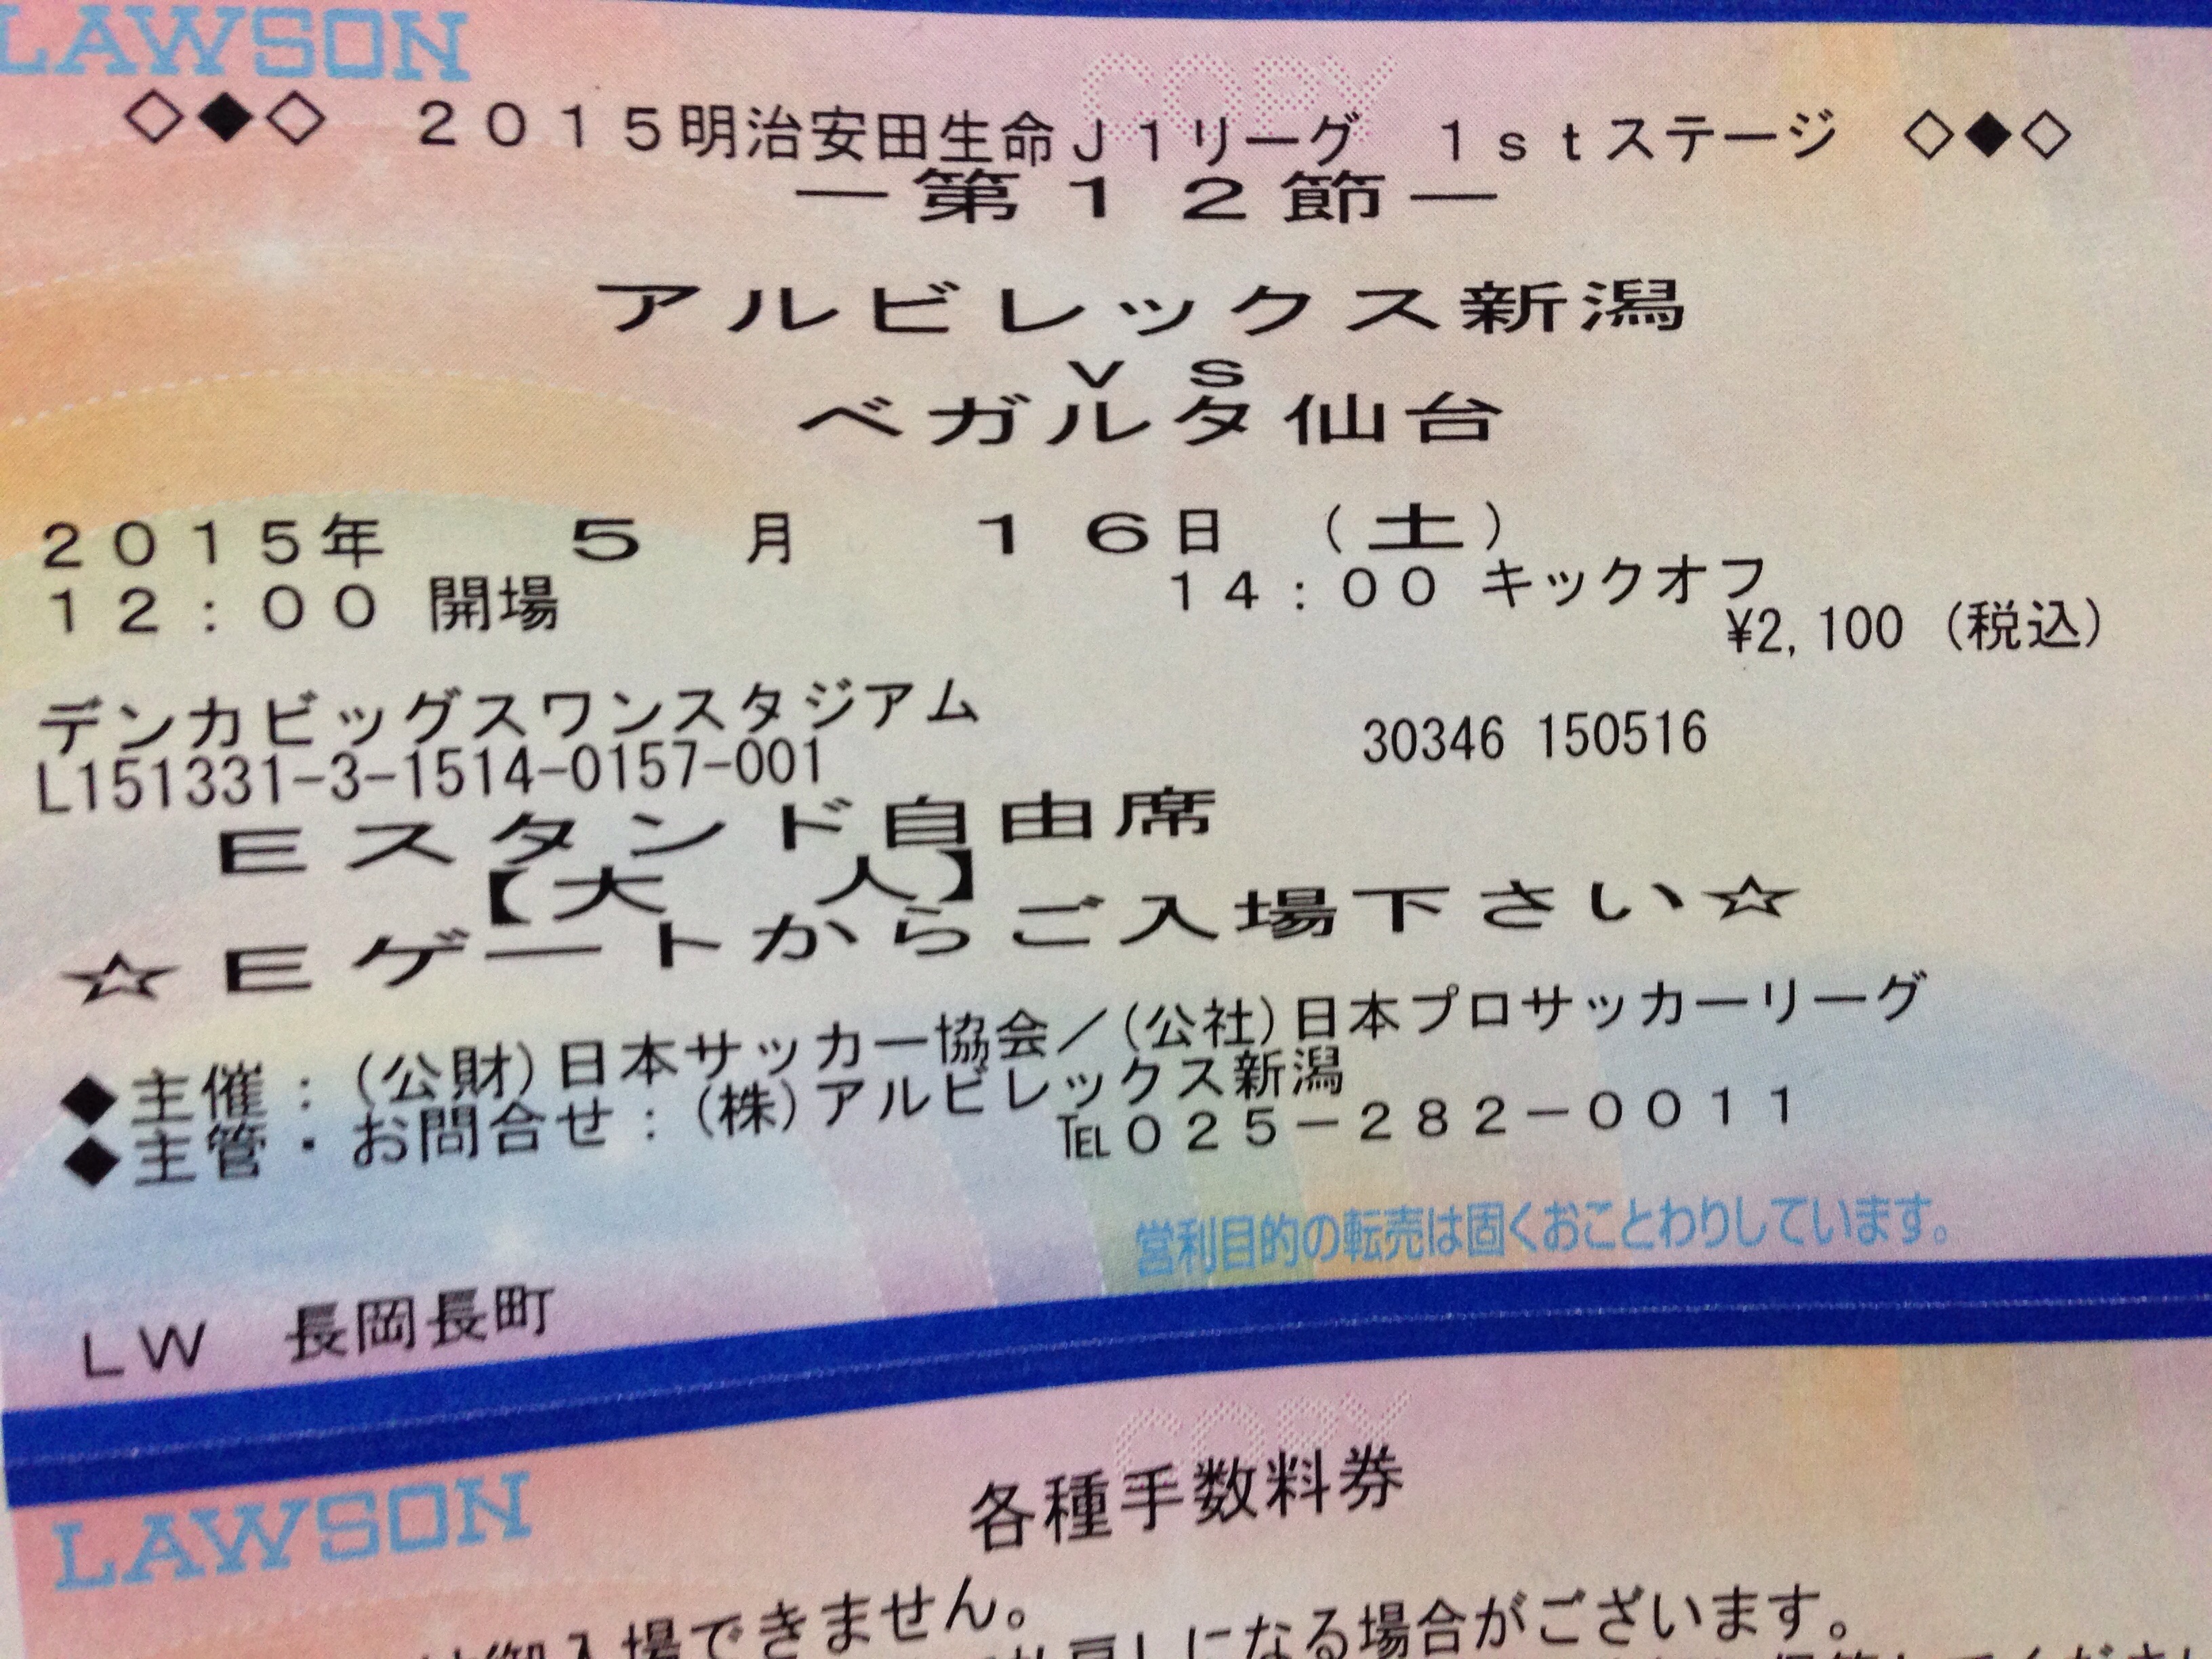 LAWSON
COPY
◇◆◇　２０１５明治安田生命Ｊ１リーグ　１ｓｔステージ　◇◆◇
―第１２節―
アルビレックス新潟
ＶＳ
ベガルタ仙台
２０１５年　５月　１６日（土）
１２：００ 開場　１４：００ キックオフ
¥2,100 (税込)
デンカビッグスワンスタジアム
L151331-3-1514-0157-001　30346 150516
Ｅスタンド自由席
【大　人】
☆Ｅゲートからご入場下さい☆
◆主催：(公財)日本サッカー協会／(公社)日本プロサッカーリーグ
◆主管・お問合せ：(株)アルビレックス新潟
℡０２５－２８２－００１１
営利目的の転売は固くおことわりしています。
ＬＷ　長岡長町
COPY
LAWSON
各種手数料券
入場できません。
になる場合がございます。